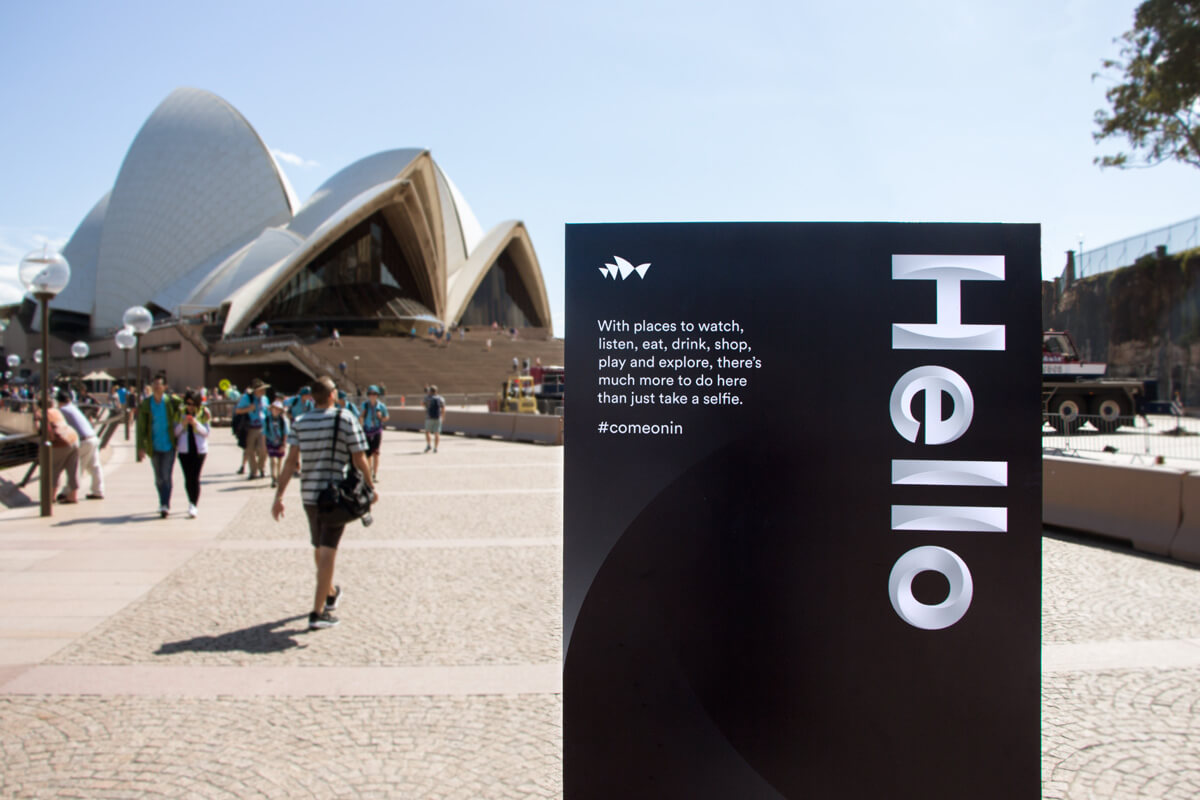 With places to watch,
listen, eat, drink, shop,
play and explore, there's
much more to do here
than just take a selfie.
#comeonin
Hello